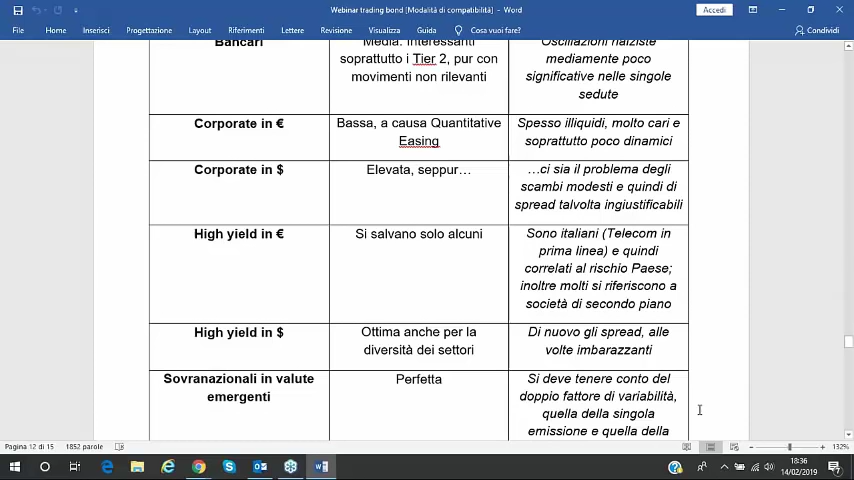 Webinar trading bond [Modalità di compatibilità] - Word
Accedi
File Home Inserisci Progettazione Layout Riferimenti Lettere Revisione Visualizza Guida Cosa vuoi fare? Condividi
Bancari
Media. Interessanti
soprattutto i Tier 2, pur con
movimenti non rilevanti
Oscillazioni rialziste
mediamente poco
significative nelle singole
sedute
Corporate in €
Bassa, a causa Quantitative
Easing
Spesso illiquidi, molto cari e
soprattutto poco dinamici
Corporate in $
Elevata, seppur…
…ci sia il problema degli
scambi modesti e quindi di
spread talvolta ingiustificabili
High yield in €
Si salvano solo alcuni
Sono italiani (Telecom in
prima linea) e quindi
correlati al rischio Paese;
inoltre molti si riferiscono a
società di secondo piano
High yield in $
Ottima anche per la
diversità dei settori
Di nuovo gli spread, alle
volte imbarazzanti
Sovranazionali in valute
emergenti
Perfetta
Si deve tenere conto del
doppio fattore di variabilità,
quella della singola
emissione e quella della
Pagina 12 di 15 1852 parole
132%
18:36
14/02/2019